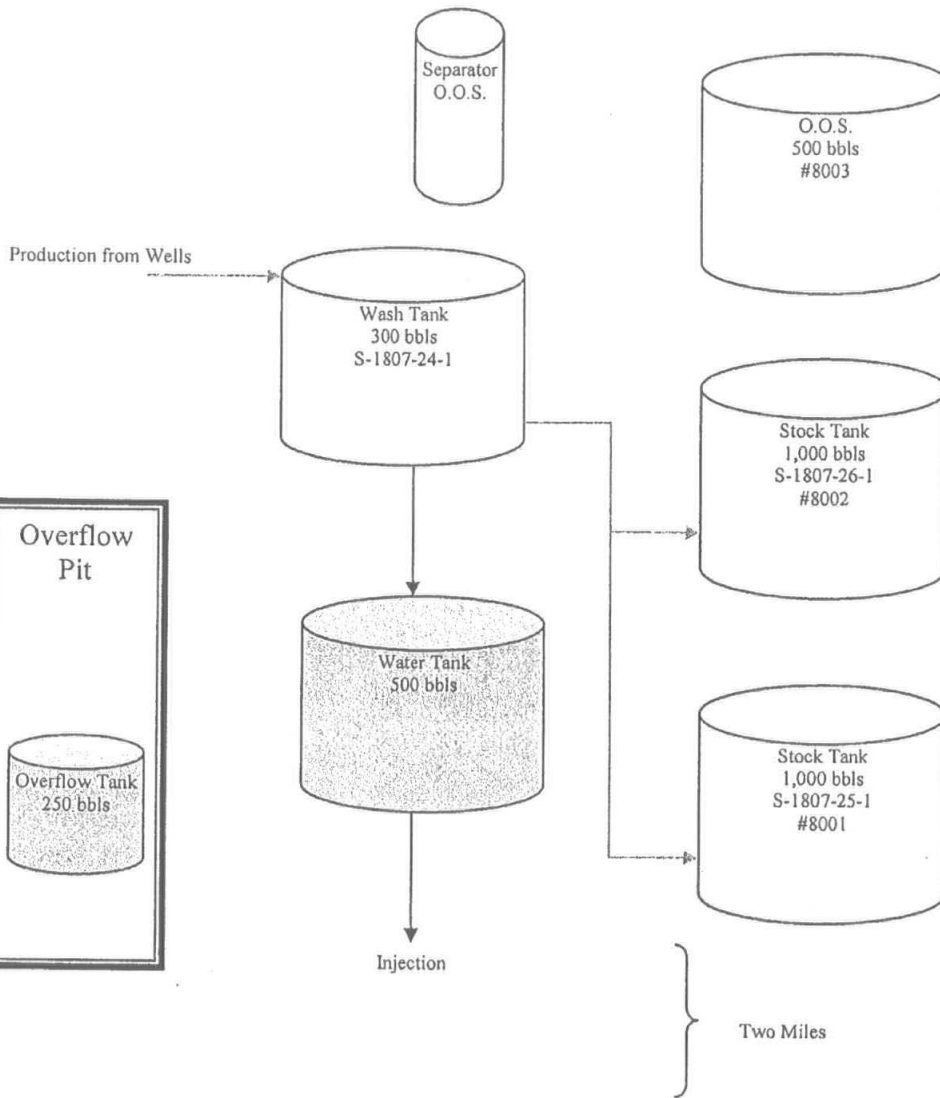 Separator
O.O.S.
O.O.S.
500 bbls
#8003
Production from Wells
Wash Tank
300 bbls
S-1807-24-1
Stock Tank
1,000 bbls
S-1807-26-1
#8002
Overflow
Pit
Water Tank
500 bbls
Overflow Tank
250 bbls
Stock Tank
1,000 bbls
S-1807-25-1
#8001
Injection
Two Miles